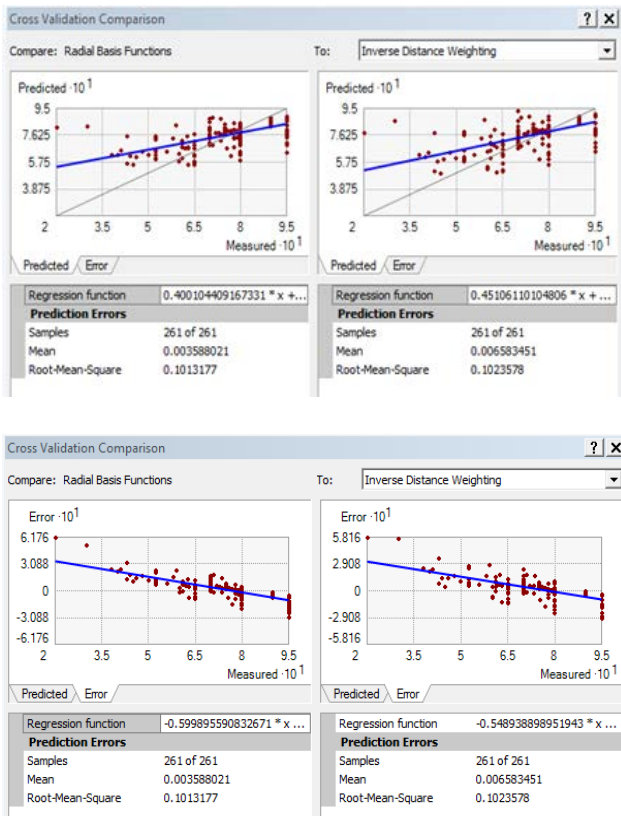 Cross Validation Comparison
? X
Compare: Radial Basis Functions To: Inverse Distance Weighting
Predicted ·10 1
9.5
7.625
5.75
3.875
2 3.5 5 6.5 8 9.5
Measured ·10 1
Predicted Error
Regression function 0.400104409167331 * x +...
Prediction Errors
Samples 261 of 261
Mean 0.003588021
Root-Mean-Square 0.1013177
Predicted ·10 1
9.5
7.625
5.75
3.875
2 3.5 5 6.5 8 9.5
Measured ·10 1
Predicted Error
Regression function 0.45106110104806 * x + ...
Prediction Errors
Samples 261 of 261
Mean 0.006583451
Root-Mean-Square 0.1023578
Cross Validation Comparison
? X
Compare: Radial Basis Functions To: Inverse Distance Weighting
Error ·10 1
6.176
3.088
0
-3.088
-6.176
2 3.5 5 6.5 8 9.5
Measured ·10 1
Predicted Error
Regression function -0.599895590832671 * x ...
Prediction Errors
Samples 261 of 261
Mean 0.003588021
Root-Mean-Square 0.1013177
Error ·10 1
5.816
2.908
0
-2.908
-5.816
2 3.5 5 6.5 8 9.5
Measured ·10 1
Predicted Error
Regression function -0.548938898951943 * x ...
Prediction Errors
Samples 261 of 261
Mean 0.006583451
Root-Mean-Square 0.1023578